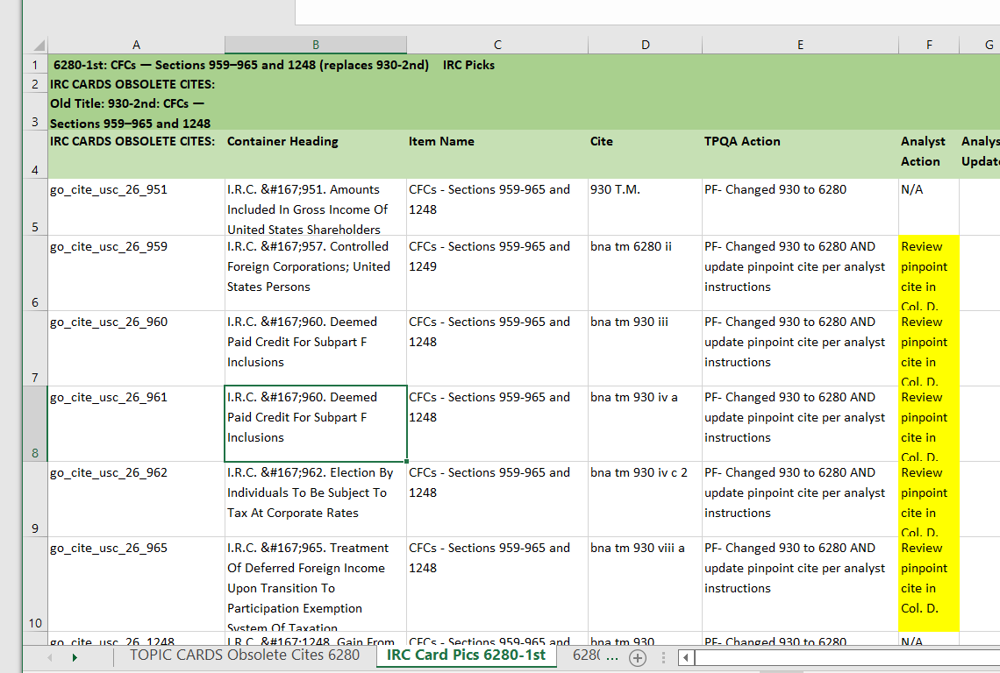 A B C D E F G
1 6280-1st: CFCs — Sections 959–965 and 1248 (replaces 930-2nd) IRC Picks
2 IRC CARDS OBSOLETE CITES:
Old Title: 930-2nd: CFCs —
3 Sections 959–965 and 1248
IRC CARDS OBSOLETE CITES: Container Heading Item Name Cite TPQA Action Analyst Analys
4 Action Updat
go_cite_usc_26_951 I.R.C. &#167;951. Amounts CFCs - Sections 959-965 and 930 T.M. PF- Changed 930 to 6280 N/A
Included In Gross Income Of 1248
5 United States Shareholders
go_cite_usc_26_959 I.R.C. &#167;957. Controlled CFCs - Sections 959-965 and bna tm 6280 ii PF- Changed 930 to 6280 AND Review
Foreign Corporations; United 1249 update pinpoint cite per analyst pinpoint
States Persons instructions cite in
6 Col. D.
go_cite_usc_26_960 I.R.C. &#167;960. Deemed CFCs - Sections 959-965 and bna tm 930 iii PF- Changed 930 to 6280 AND Review
Paid Credit For Subpart F 1248 update pinpoint cite per analyst pinpoint
Inclusions instructions cite in
7 Col. D.
go_cite_usc_26_961 I.R.C. &#167;960. Deemed CFCs - Sections 959-965 and bna tm 930 iv a PF- Changed 930 to 6280 AND Review
Paid Credit For Subpart F 1248 update pinpoint cite per analyst pinpoint
Inclusions instructions cite in
8 Col. D.
go_cite_usc_26_962 I.R.C. &#167;962. Election By CFCs - Sections 959-965 and bna tm 930 iv c 2 PF- Changed 930 to 6280 AND Review
Individuals To Be Subject To 1248 update pinpoint cite per analyst pinpoint
Tax At Corporate Rates instructions cite in
9 Col. D.
go_cite_usc_26_965 I.R.C. &#167;965. Treatment CFCs - Sections 959-965 and bna tm 930 viii a PF- Changed 930 to 6280 AND Review
Of Deferred Foreign Income 1248 update pinpoint cite per analyst pinpoint
Upon Transition To instructions cite in
Participation Exemption Col. D.
10 System Of Taxation
go_cite_usc_26_1248 I.R.C. &#167;1248. Gain From CFCs - Sections 959-965 and bna tm 930 PF- Changed 930 to 6280 N/A
TOPIC CARDS Obsolete Cites 6280 IRC Card Pics 6280-1st 628 ...